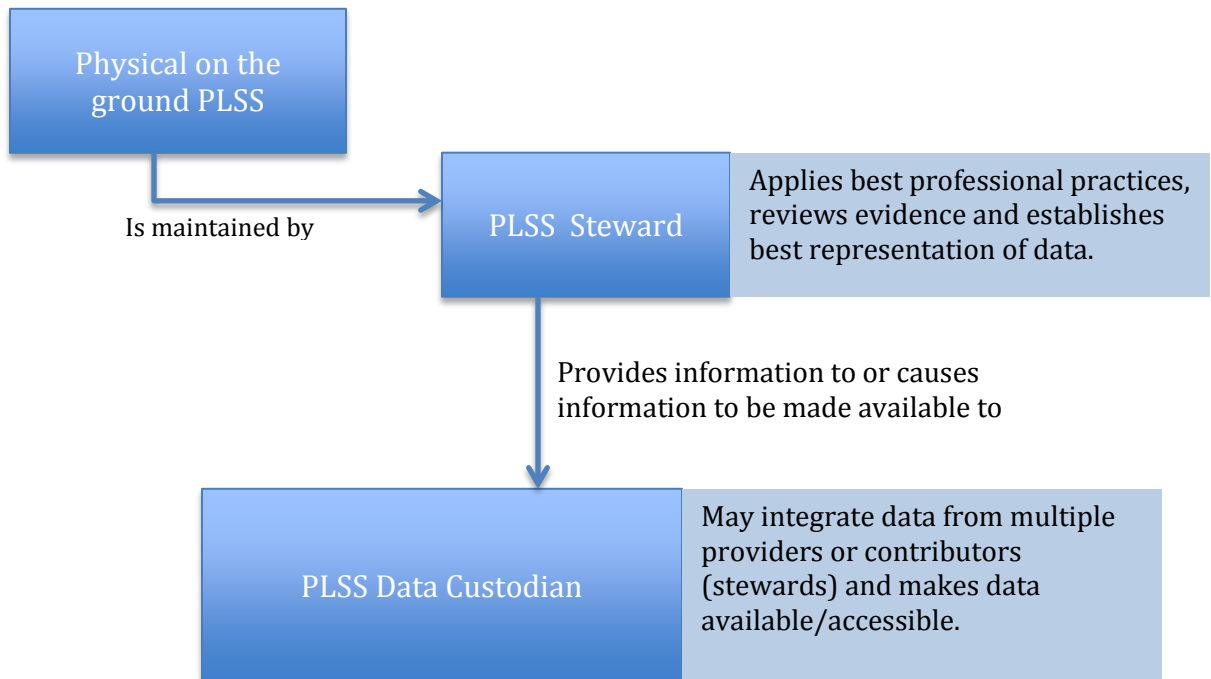 Physical on the
ground PLSS
Is maintained by
PLSS  Steward
Applies best professional practices,
reviews evidence and establishes
best representation of data.
Provides information to or causes
information to be made available to
PLSS Data Custodian
May integrate data from multiple
providers or contributors
(stewards) and makes data
available/accessible.